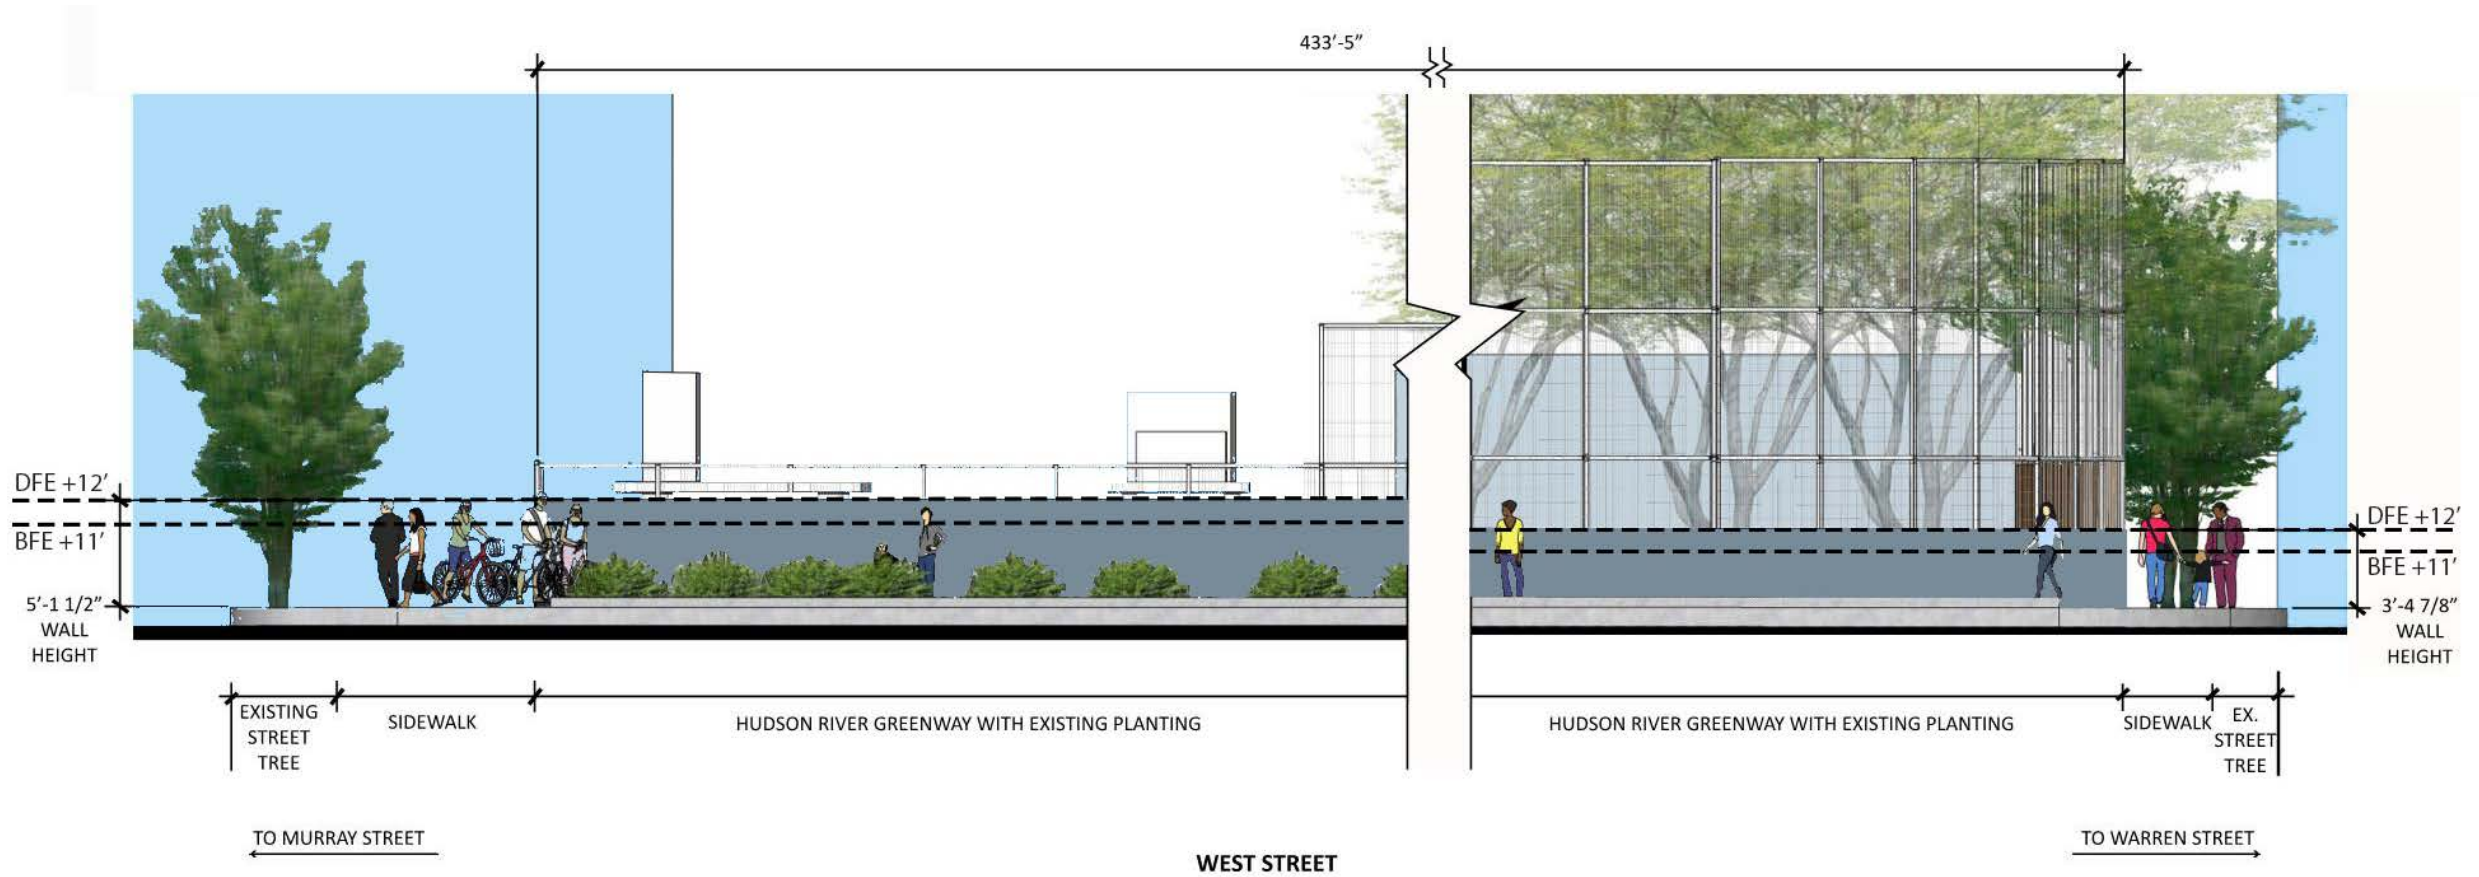 433'-5”
DFE +12'
BFE +11'
5'-1 1/2”
WALL
HEIGHT
DFE +12'
BFE +11'
3'-4 7/8”
WALL
HEIGHT
EXISTING
STREET
TREE
SIDEWALK
HUDSON RIVER GREENWAY WITH EXISTING PLANTING
HUDSON RIVER GREENWAY WITH EXISTING PLANTING
SIDEWALK
EX.
STREET
TREE
TO MURRAY STREET
WEST STREET
TO WARREN STREET